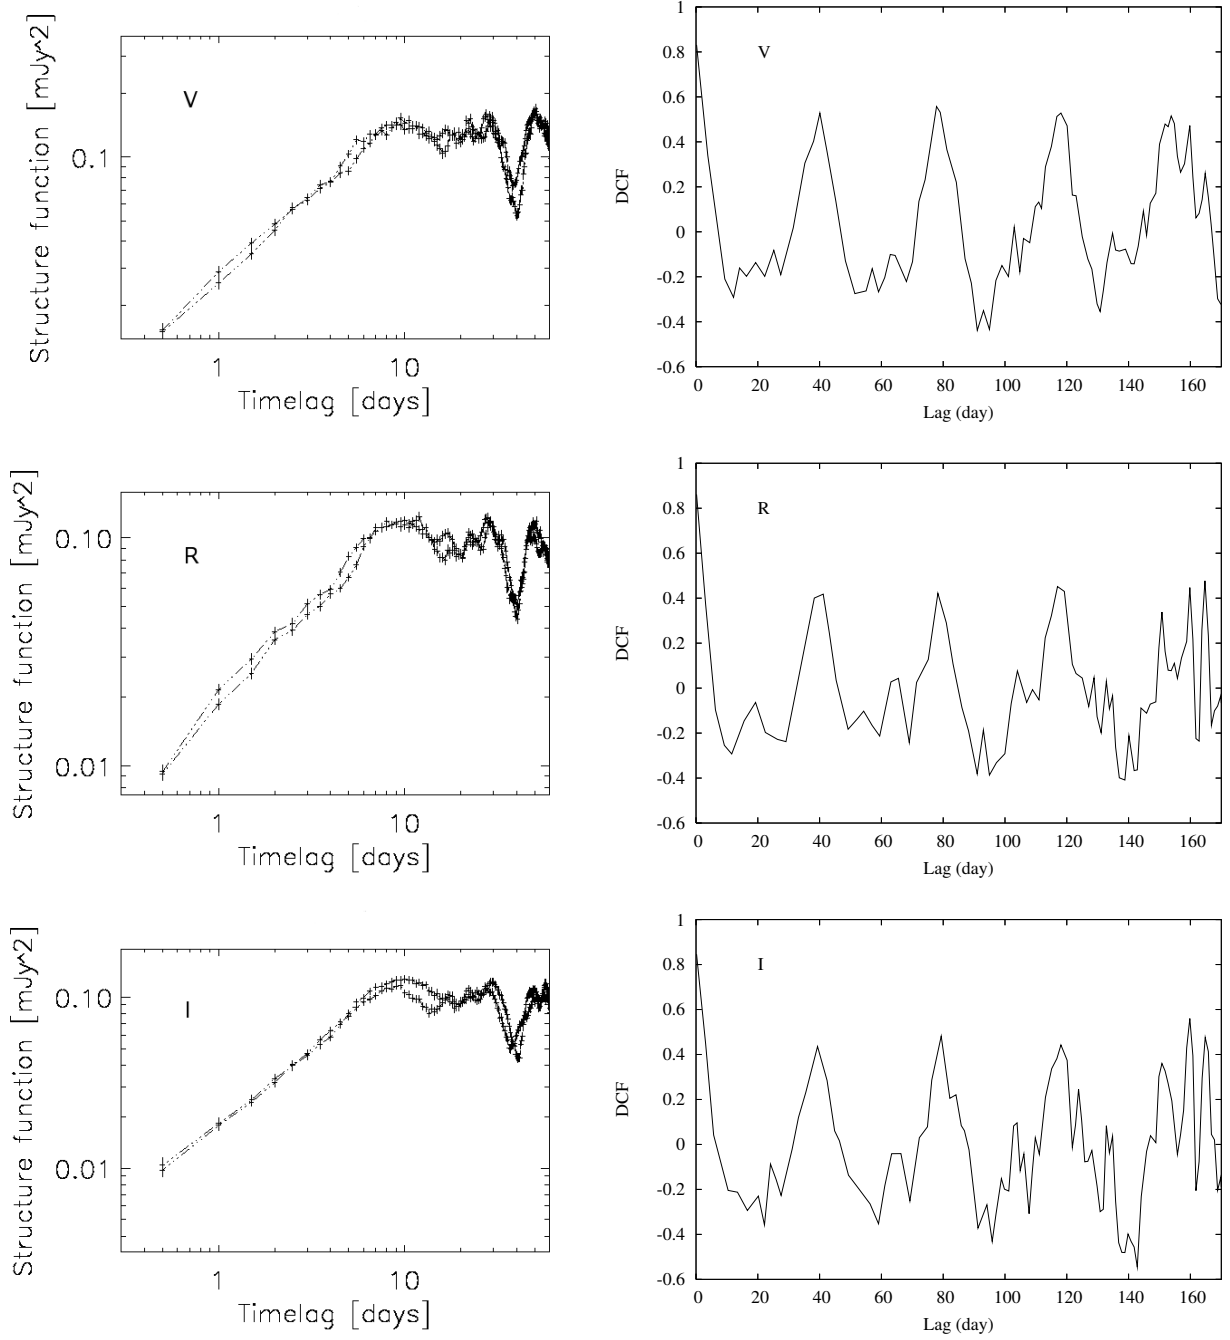 Structure function [mJy^2]
V
0.1
1 10
Timelag [days]
DCF
V
1
0.8
0.6
0.4
0.2
0
-0.2
-0.4
-0.6
0 20 40 60 80 100 120 140 160
Lag (day)
Structure function [mJy^2]
R
0.10
0.01
1 10
Timelag [days]
DCF
R
1
0.8
0.6
0.4
0.2
0
-0.2
-0.4
-0.6
0 20 40 60 80 100 120 140 160
Lag (day)
Structure function [mJy^2]
I
0.10
0.01
1 10
Timelag [days]
DCF
I
1
0.8
0.6
0.4
0.2
0
-0.2
-0.4
-0.6
0 20 40 60 80 100 120 140 160
Lag (day)